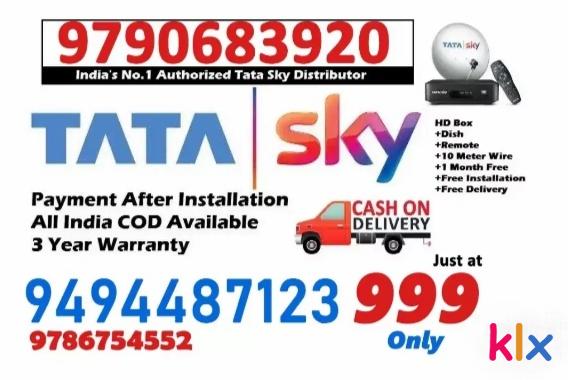 9790683920
India's No.1 Authorized Tata Sky Distributor
TATA sky
TATA sky
HD Box
+Dish
+Remote
+10 Meter Wire
+1 Month Free
+Free Installation
+Free Delivery
Payment After Installation
All India COD Available
3 Year Warranty
CASH ON
DELIVERY
Just at
9494487123 999
9786754552
Only
klx